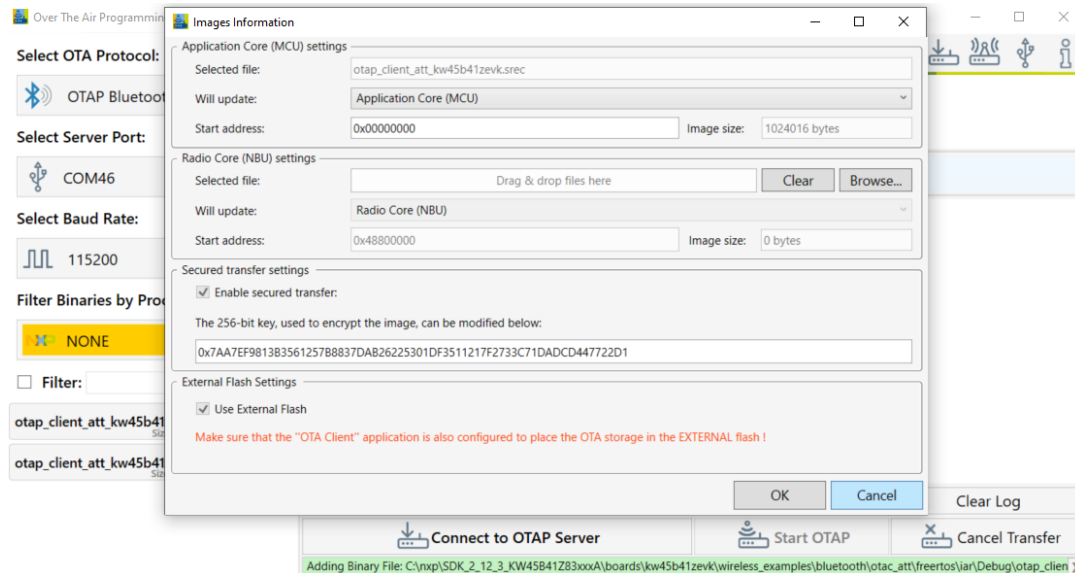 Over The Air Programmin
Images Information
Select OTA Protocol:
OTAP Bluetoot
Select Server Port:
COM46
Select Baud Rate:
115200
Filter Binaries by Pro
NXP NONE
Filter:
otap_client_att_kw45b41
Siz
otap_client_att_kw45b41
Siz
Application Core (MCU) settings
Selected file:
otap_client_att_kw45b41zevk.srec
Will update:
Application Core (MCU)
Start address:
0x00000000
Image size:
1024016 bytes
Radio Core (NBU) settings
Selected file:
Drag & drop files here
Clear
Browse...
Will update:
Radio Core (NBU)
Start address:
0x48800000
Image size:
0 bytes
Secured transfer settings
Enable secured transfer:
The 256-bit key, used to encrypt the image, can be modified below:
0x7AA7EF9813B3561257B8837DAB26225301DF3511217F2733C71DADCD447722D1
External Flash Settings
Use External Flash
Make sure that the "OTA Client" application is also configured to place the OTA storage in the EXTERNAL flash !
OK
Cancel
Clear Log
Connect to OTAP Server
Start OTAP
Cancel Transfer
Adding Binary File: C:\nxp\SDK_2_12_3_KW45B41Z83xxxA\boards\kw45b41zevk\wireless_examples\bluetooth\otac_att\freertos\iar\Debug\otap_clien